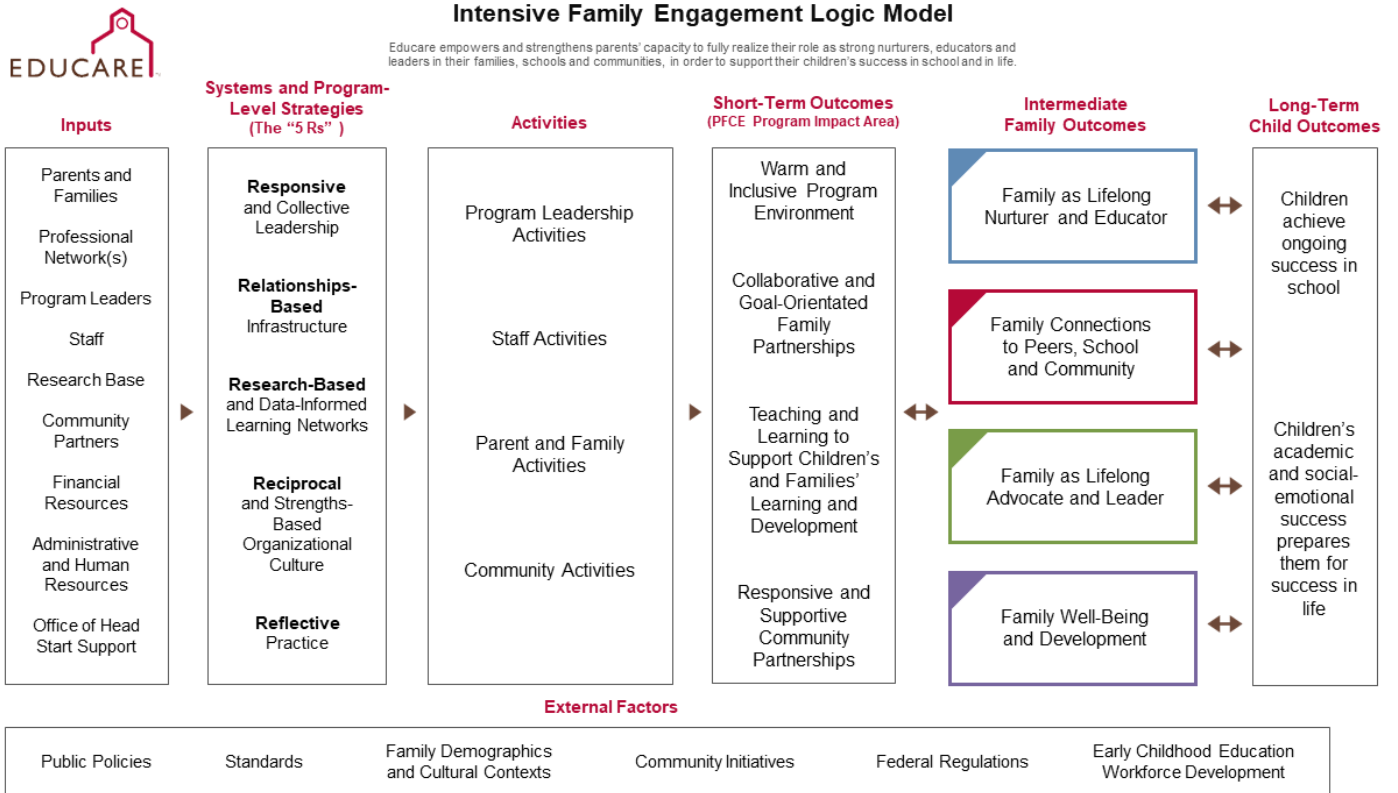 Intensive Family Engagement Logic Model
EDUCARE
Educare empowers and strengthens parents' capacity to fully realize their role as strong nurturers, educators and
leaders in their families, schools and communities, in order to support their children's success in school and in life.
Inputs
Parents and
Families
Professional
Network(s)
Program Leaders
Staff
Research Base
Community
Partners
Financial
Resources
Administrative
and Human
Resources
Office of Head
Start Support
Systems and Program-
Level Strategies
(The “5 Rs” )
Responsive
and Collective
Leadership
Relationships-
Based
Infrastructure
Research-Based
and Data-Informed
Learning Networks
Reciprocal
and Strengths-
Based
Organizational
Culture
Reflective
Practice
Activities
Program Leadership
Activities
Staff Activities
Parent and Family
Activities
Community Activities
Short-Term Outcomes
(PFCE Program Impact Area)
Warm and
Inclusive Program
Environment
Collaborative and
Goal-Orientated
Family
Partnerships
Teaching and
Learning to
Support Children's
and Families'
Learning and
Development
Responsive and
Supportive
Community
Partnerships
Intermediate
Family Outcomes
Family as Lifelong
Nurturer and Educator
Family Connections
to Peers, School
and Community
Family as Lifelong
Advocate and Leader
Family Well-Being
and Development
Long-Term
Child Outcomes
Children
achieve
ongoing
success in
school
Children's
academic
and social-
emotional
success
prepares
them for
success in
life
External Factors
Public Policies
Standards
Family Demographics
and Cultural Contexts
Community Initiatives
Federal Regulations
Early Childhood Education
Workforce Development